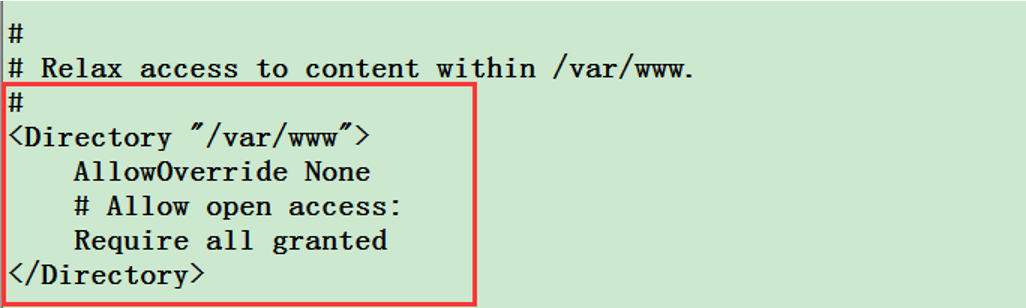 #
# Relax access to content within /var/www.
#
<Directory "/var/www">
    AllowOverride None
    # Allow open access:
    Require all granted
</Directory>